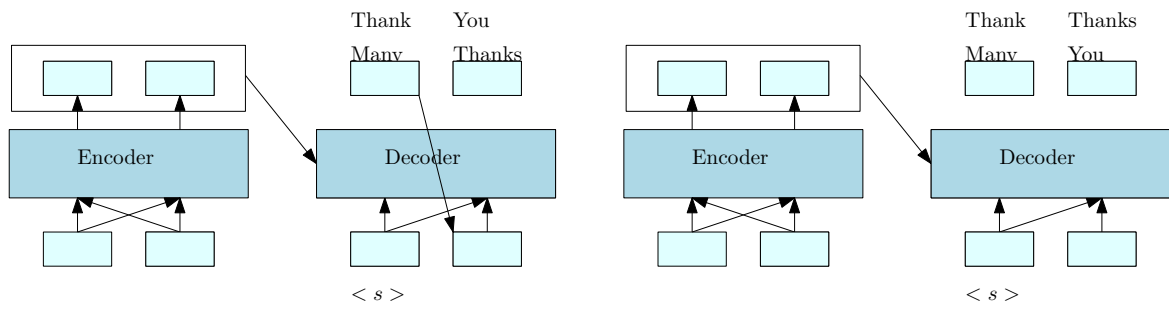 Thank You
Many Thanks
Encoder
Decoder
< s >
Thank Thanks
Many You
Encoder
Decoder
< s >